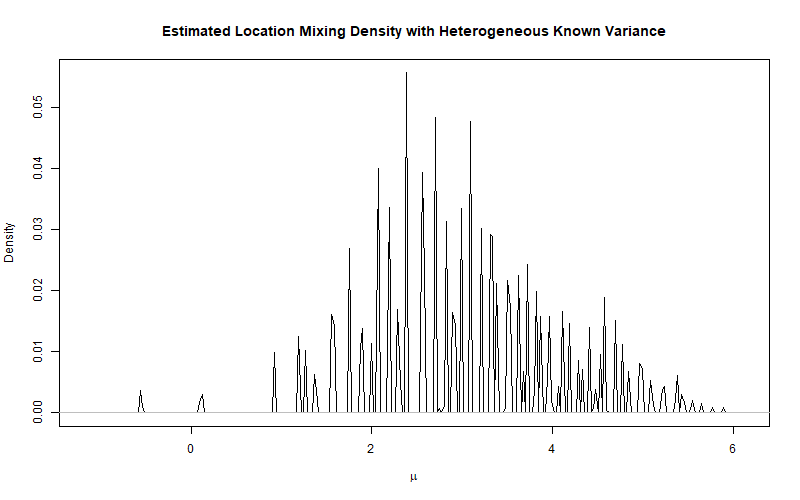 Estimated Location Mixing Density with Heterogeneous Known Variance
Density
0.05
0.04
0.03
0.02
0.01
0.00
0 2 4 6
μ